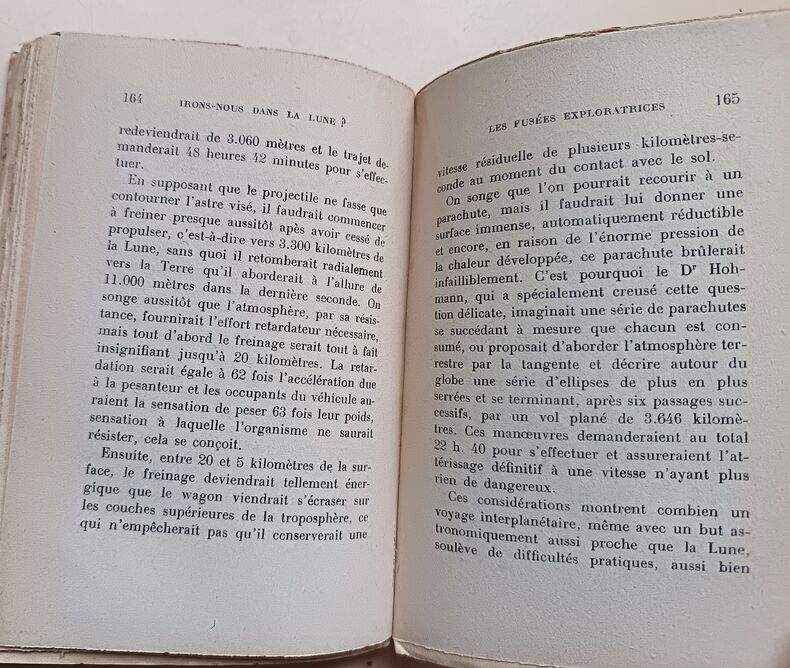 164
IRONS-NOUS DANS LA LUNE ?
redeviendrait de 3.060 mètres et le trajet de-
manderait 48 heures 42 minutes pour s'effec-
tuer.
En supposant que le projectile ne fasse que
contourner l'astre visé, il faudrait commencer
à freiner presque aussitôt apès avoir cessé de
propulser, c'est-à-dire vers 3.300 kilomètres de
la Lune, sans quoi il retomberait radialement
vers la Terre qu'il aborderait à l'allure de
11.000 mètres dans la dernière seconde. On
songe aussitôt que l'atmosphère, par sa résis-
tance, fournirait l'effort retardateur nécessaire,
mais tout d'abord le freinage serait tout à fait
insignifiant jusqu'à 20 kilomètres. La retar-
dation serait égale à 62 fois l'accélération due
à la pesanteur et les occupants du véhicule au-
raient la sensation de peser 63 fois leur poids,
sensation à laquelle l'organisme ne saurait
résister, cela se conçoit.
Ensuite, entre 20 et 5 kilomètres de la sur-
face, le freinage deviendrait tellement éner-
gique que le wagon viendrait s'écraser sur
les couches supérieures de la troposphère, ce
qui n'empêcherait pas qu'il conserverait une
LES FUSÉES EXPLORATRICES
165
vitesse résiduelle de plusieurs kilomètres-se-
conde au moment du contact avec le sol.
On songe que l'on pourrait recourir à un
parachute, mais il faudrait lui donner une
surface immense, automatiquement réductible
et encore, en raison de l'énorme pression de
la chaleur développée, ce parachute brûlerait
infailliblement. C'est pourquoi le Dr Hoh-
mann, qui a spécialement creusé cette ques-
tion délicate, imaginait une série de parachutes
se succédant à mesure que chacun est con-
sumé, ou proposait d'aborder l'atmosphère ter-
restre par la tangente et décrire autour du
globe une série d'ellipses de plus en plus
serrées et se terminant, après six passages suc-
cessifs, par un vol plané de 3.646 kilomè-
tres. Ces manœuvres demanderaient au total
22 h. 40 pour s'effectuer et assureraient l'at-
térissage définitif à une vitesse n'ayant plus
rien de dangereux.
Ces considérations montrent combien un
voyage interplanétaire, même avec un but as-
tronomiquement aussi proche que la Lune,
soulève de difficultés pratiques, aussi bien